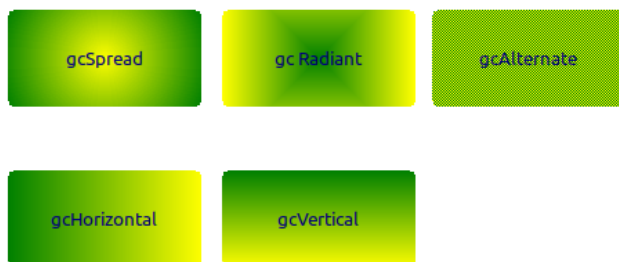 gcSpread
gc Radiant
gcAlternate
gcHorizontal
gcVertical